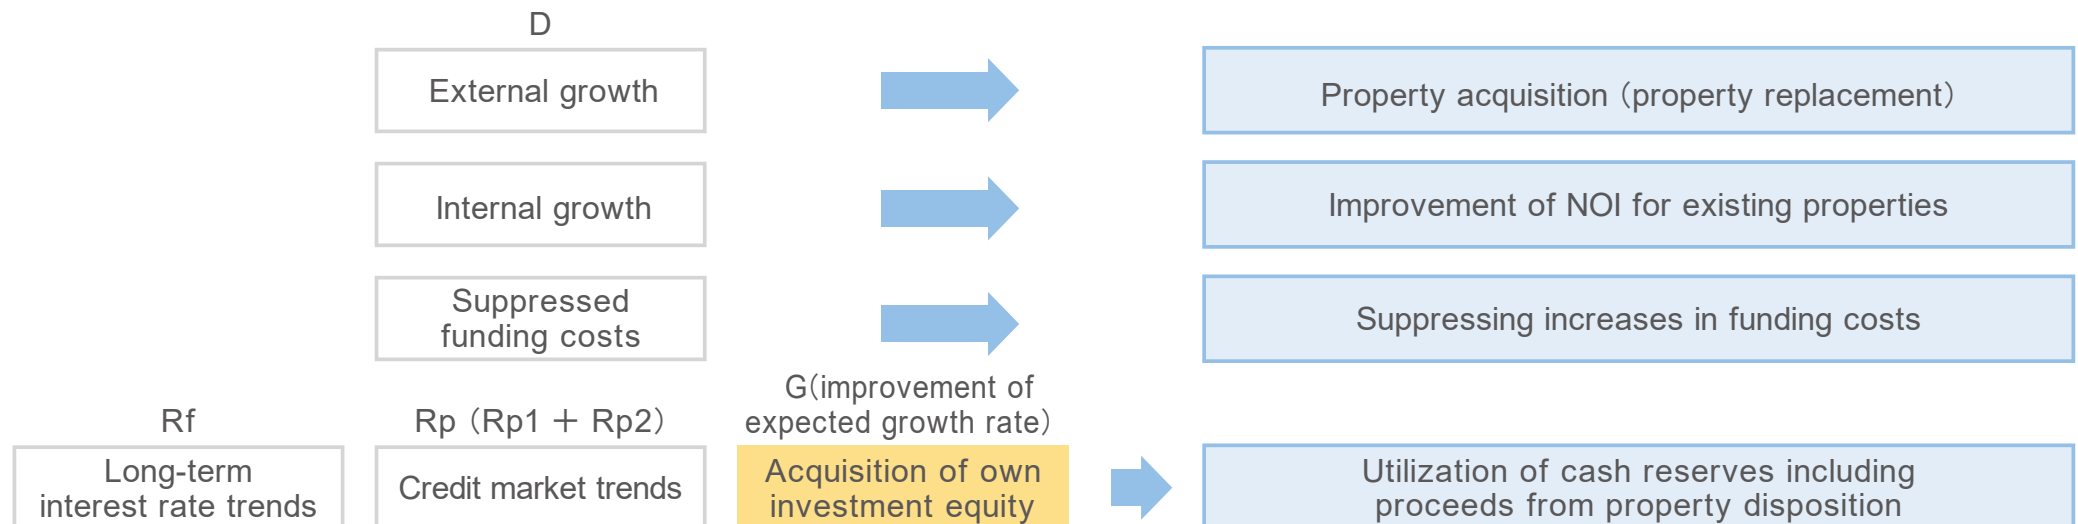 D
External growth
Property acquisition（property replacement）
Internal growth
Improvement of NOI for existing properties
Suppressed
funding costs
Suppressing increases in funding costs
Rf
Rp（Rp1 ＋ Rp2）
G（improvement of
expected growth rate）
Long-term
interest rate trends
Credit market trends
Acquisition of own
investment equity
Utilization of cash reserves including
proceeds from property disposition